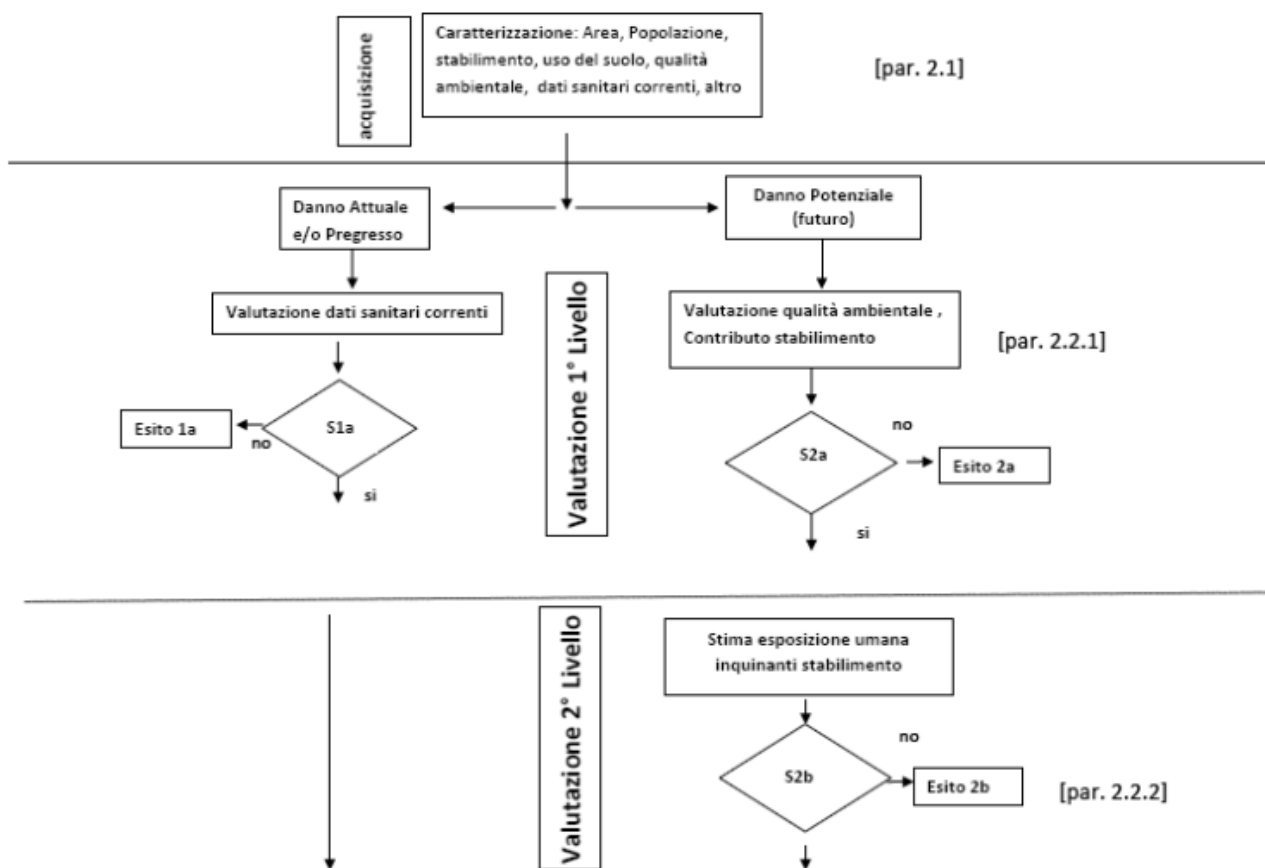 acquisizione
Caratterizzazione: Area, Popolazione,
stabilimento, uso del suolo, qualità
ambientale, dati sanitari correnti, altro
[par. 2.1]
Danno Attuale
e/o Pregresso
Danno Potenziale
(futuro)
Valutazione 1° Livello
Valutazione dati sanitari correnti
Valutazione qualità ambientale ,
Contributo stabilimento
[par. 2.2.1]
Esito 1a
no
S1a
si
S2a
no
Esito 2a
si
Valutazione 2° Livello
Stima esposizione umana
inquinanti stabilimento
S2b
no
Esito 2b
[par. 2.2.2]